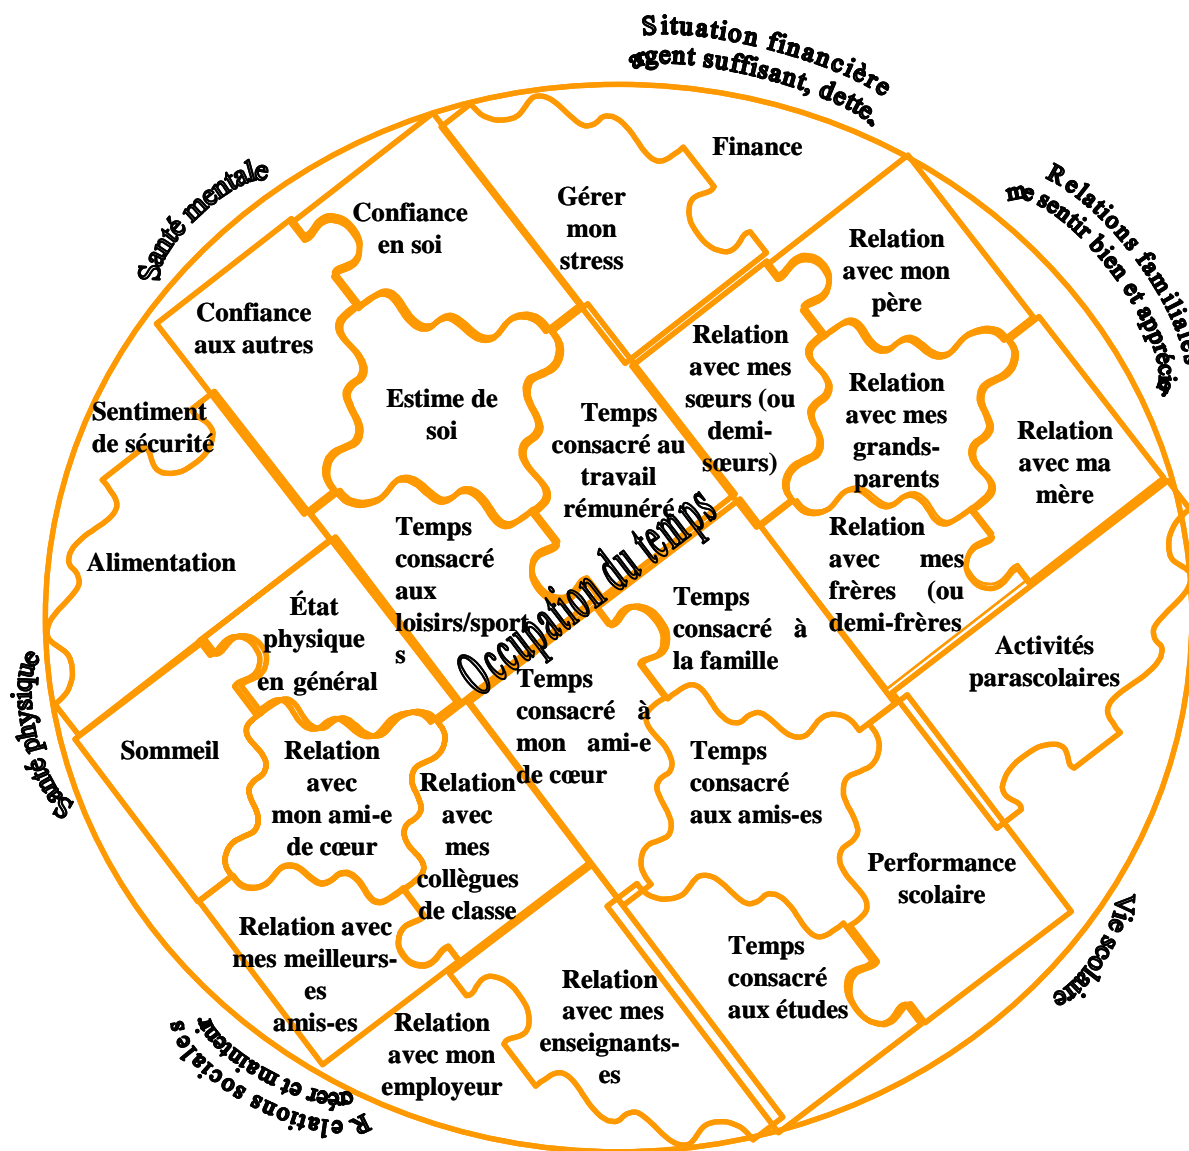 Situation financière
argent suffisant, dette.
Relations familiales
me sentir bien et apprécié,
Santé mentale
Finance
Gérer
mon
stress
Confiance
en soi
Confiance
aux autres
Estime de
soi
Sentiment
de sécurité
Alimentation
Relation
avec mon
père
Relation
avec mes
sœurs (ou
demi-
sœurs)
Relation
avec mes
grands-
parents
Relation
avec ma
mère
Relation
avec mes
frères (ou
demi-frères
Temps
consacré au
travail
rémunéré
Temps
consacré
aux
loisirs/sport
s
Occupation du temps
Temps
consacré à
la famille
Temps
consacré à
mon ami-e
de cœur
Temps
consacré
aux amis-es
Temps
consacré
aux études
Activités
parascolaires
Performance
scolaire
Vie scolaire
État
physique
en général
Sommeil
Santé physique
Relation
avec
mon ami-e
de cœur
Relation
avec
mes
collègues
de classe
Relation avec
mes meilleurs-
es
amis-es
Relation
avec mon
employeur
Relation
avec mes
enseignants-
es
Relations sociales
créer et maintenir